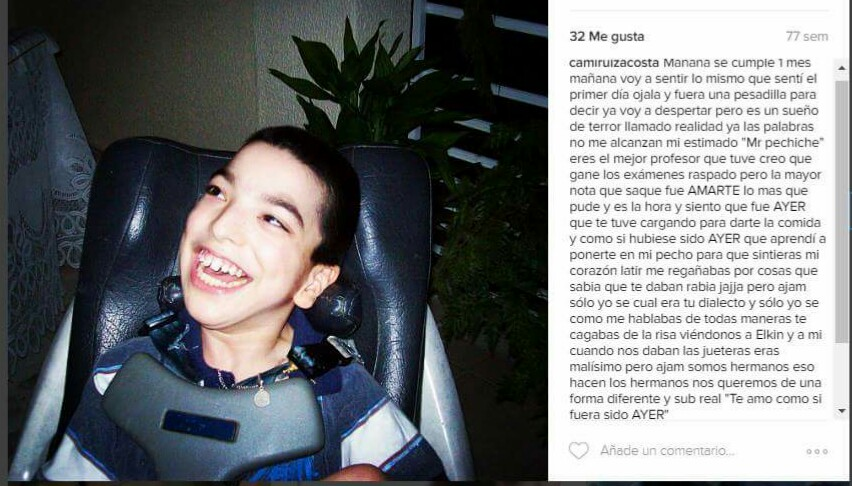 32 Me gusta 77 sem
camiruizacosta Manana se cumple 1 mes
mañana voy a sentir lo mismo que sentí el
primer día ojala y fuera una pesadilla para
decir ya voy a despertar pero es un sueño
de terror llamado realidad ya las palabras
no me alcanzan mi estimado "Mr pechiche"
eres el mejor profesor que tuve creo que
gane los exámenes raspado pero la mayor
nota que saque fue AMARTE lo mas que
pude y es la hora y siento que fue AYER
que te tuve cargando para darte la comida
y como si hubiese sido AYER que aprendí a
ponerte en mi pecho para que sintieras mi
corazón latir me regañabas por cosas que
sabia que te daban rabia jajja pero ajam
sólo yo se cual era tu dialecto y sólo yo se
como me hablabas de todas maneras te
cagabas de la risa viéndonos a Elkin y a mi
cuando nos daban las jueteras eras
malísimo pero ajam somos hermanos eso
hacen los hermanos nos queremos de una
forma diferente y sub real "Te amo como si
fuera sido AYER"
Añade un comentario...